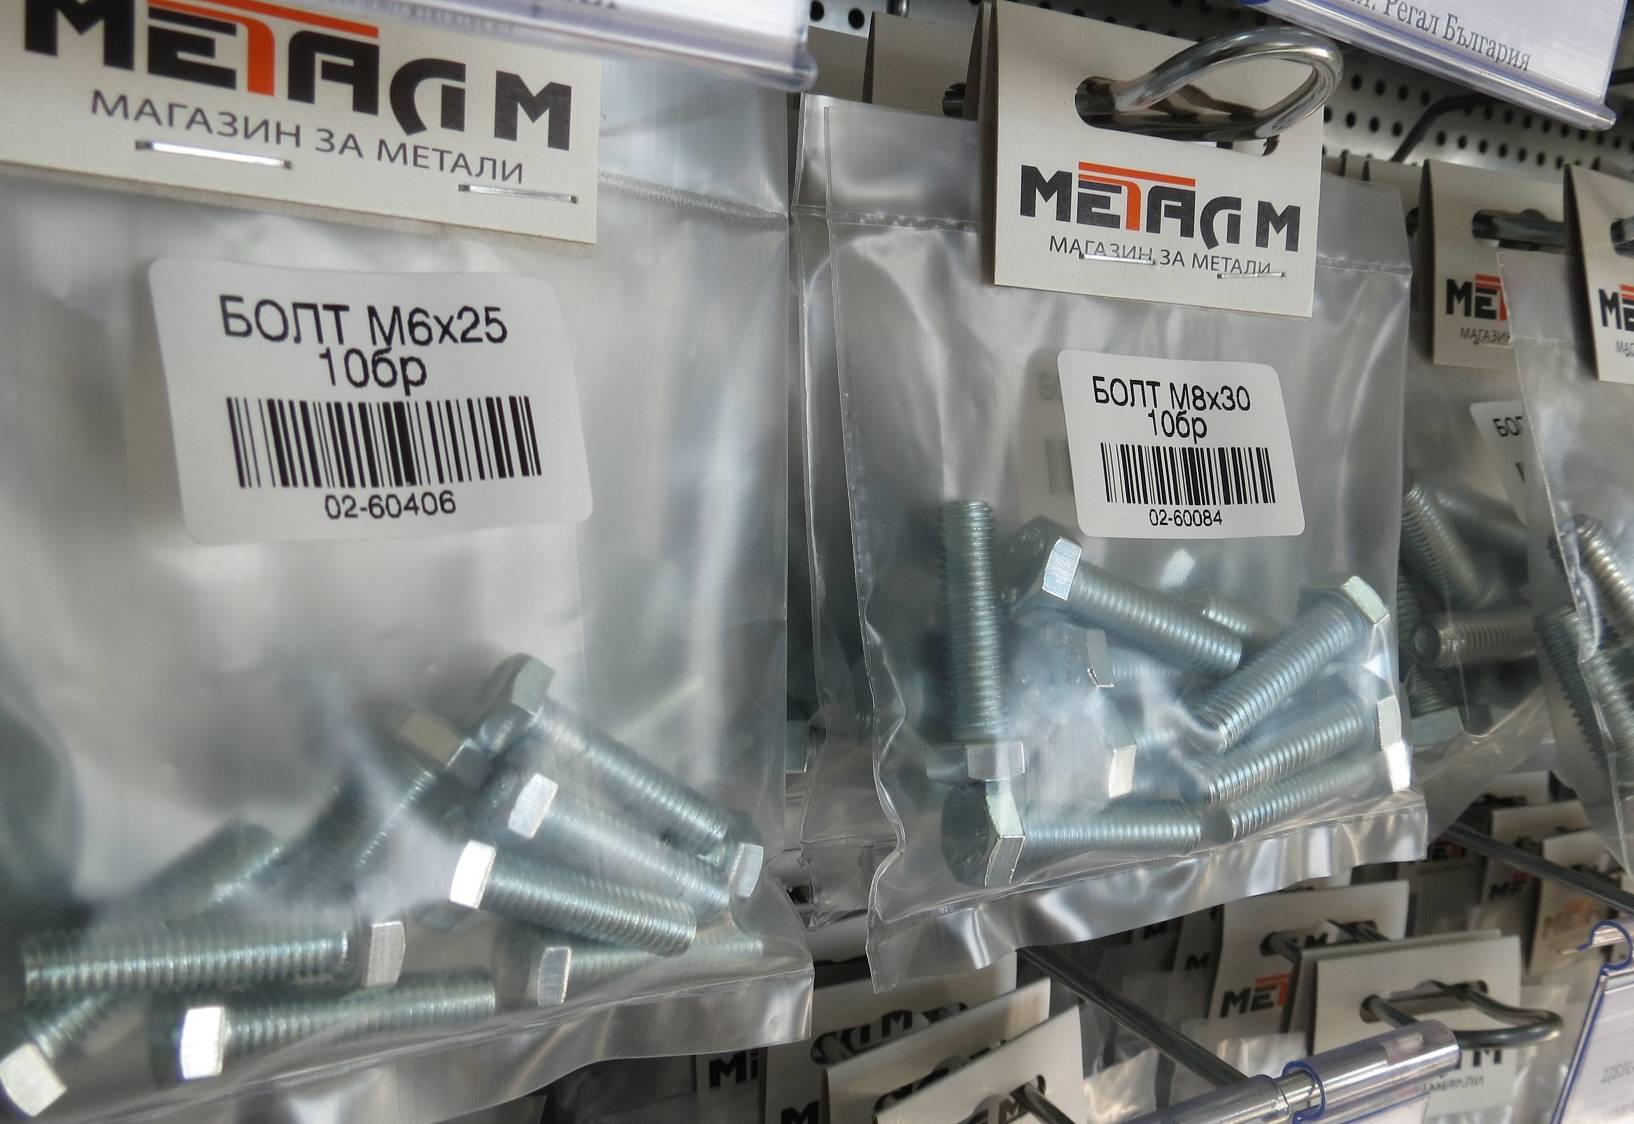 МЕТАЛ М
МАГАЗИН ЗА МЕТАЛИ
БОЛТ М6х25
10бр
02-60406
Регал България
МЕТАЛ М
МАГАЗИН ЗА МЕТАЛИ
БОЛТ М8х30
10бр
02-60084